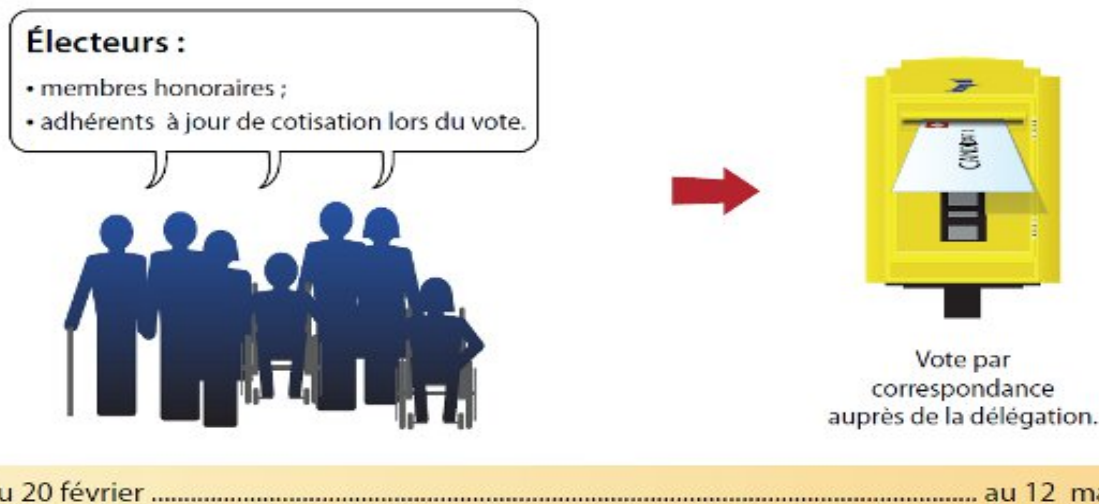 Électeurs :
• membres honoraires ;
• adhérents à jour de cotisation lors du vote.
CANDIDAT
Vote par
correspondance
auprès de la délégation.
20 février ........ au 12